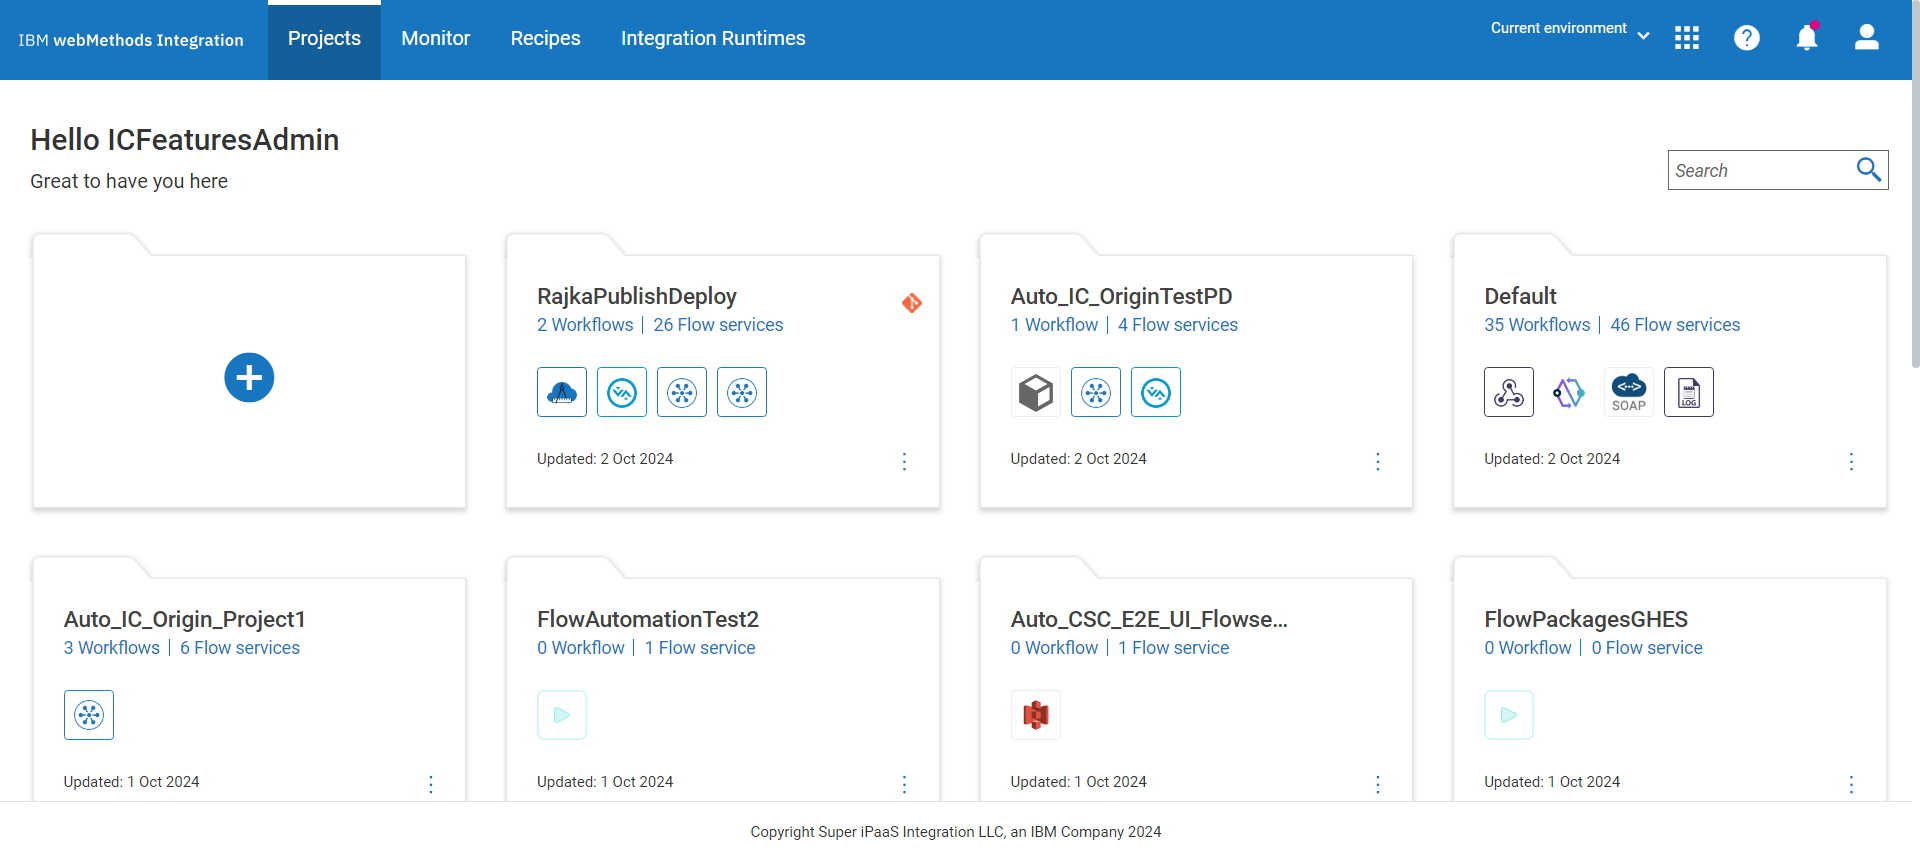 IBM webMethods Integration
Projects
Monitor
Recipes
Integration Runtimes
Current environment
Hello ICFeaturesAdmin
Great to have you here
Search
RajkaPublishDeploy
2 Workflows | 26 Flow services
Updated: 2 Oct 2024
Auto_IC_OriginTestPD
1 Workflow | 4 Flow services
Updated: 2 Oct 2024
Default
35 Workflows | 46 Flow services
SOAP
LOG
Updated: 2 Oct 2024
Auto_IC_Origin_Project1
3 Workflows | 6 Flow services
Updated: 1 Oct 2024
FlowAutomationTest2
0 Workflow | 1 Flow service
Updated: 1 Oct 2024
Auto_CSC_E2E_UI_Flowse...
0 Workflow | 1 Flow service
Updated: 1 Oct 2024
FlowPackagesGHES
0 Workflow | 0 Flow service
Updated: 1 Oct 2024
Copyright Super iPaaS Integration LLC, an IBM Company 2024